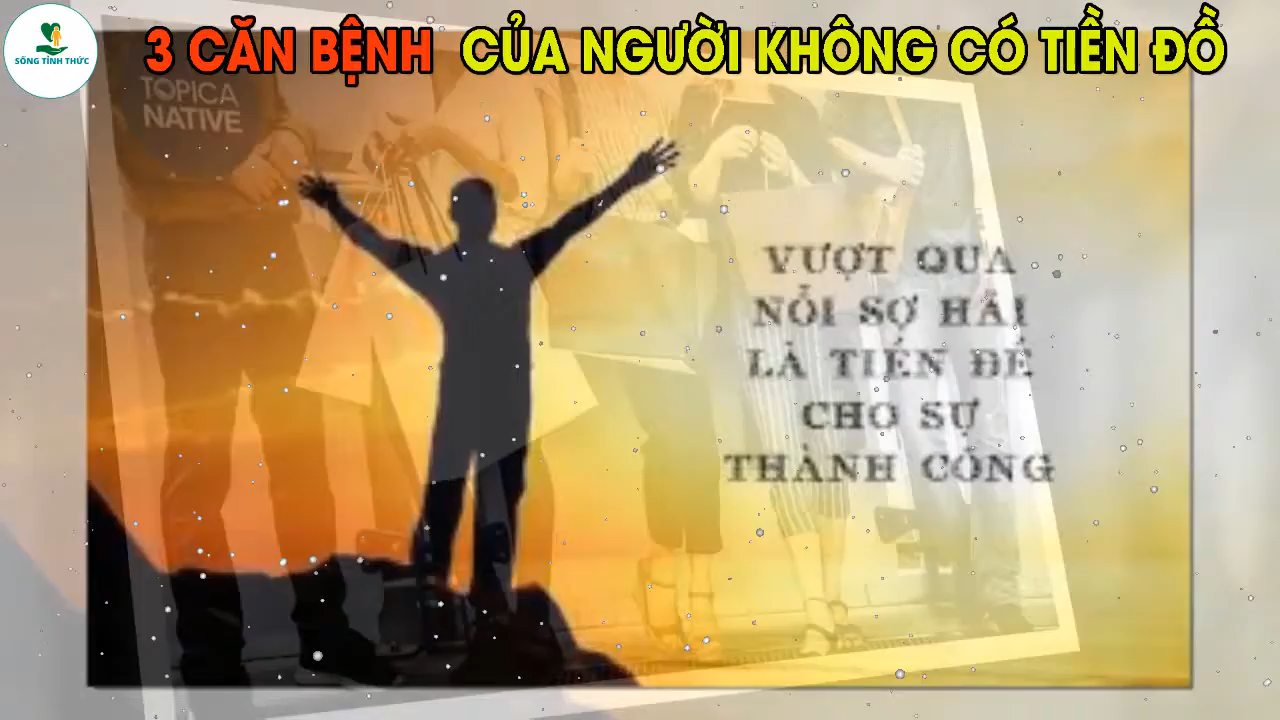 3 CĂN BỆNH CỦA NGƯỜI KHÔNG CÓ TIỀN ĐỒ
SỐNG TỈNH THỨC
TOPICA
NATIVE
VƯỢT QUA
NỖI SỢ HÃI
LÀ TIỀN ĐỀ
CHO SỰ
THÀNH CÔNG